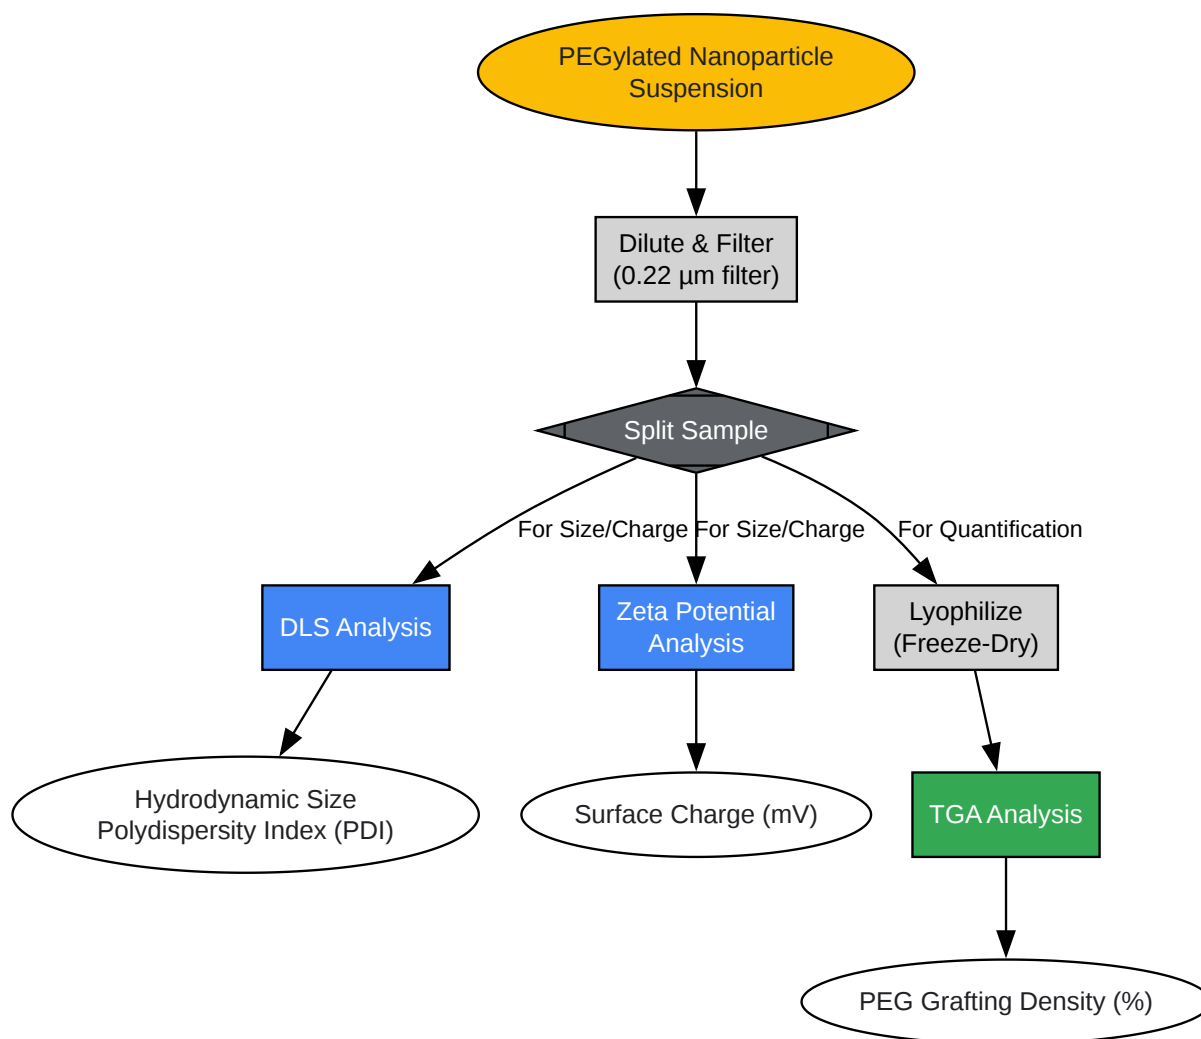 PEGylated Nanoparticle
Suspension
Dilute & Filter
(0.22 µm filter)
Split Sample
For Size/Charge
For Size/Charge
For Quantification
DLS Analysis
Zeta Potential
Analysis
Lyophilize
(Freeze-Dry)
Hydrodynamic Size
Polydispersity Index (PDI)
Surface Charge (mV)
TGA Analysis
PEG Grafting Density (%)